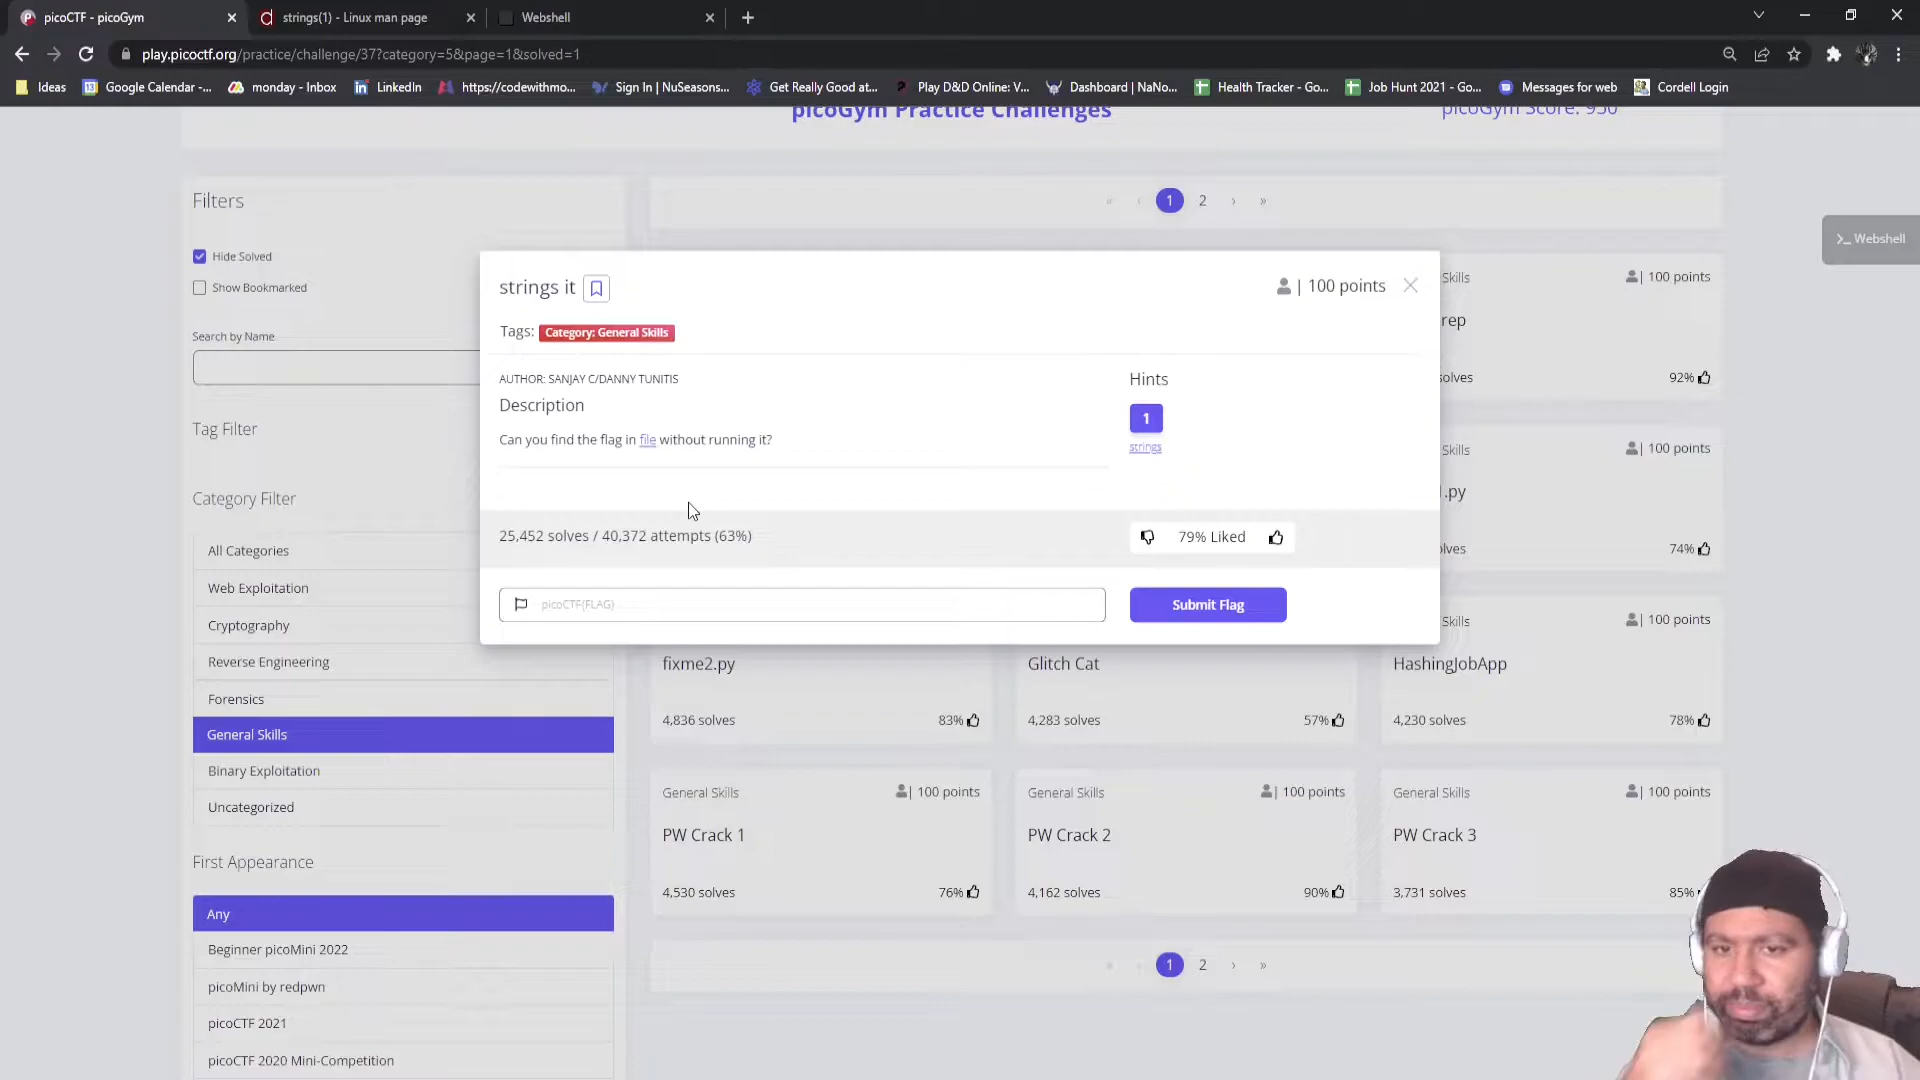 picoCTF - picoGym
strings(1) - Linux man page
Webshell
play.picoctf.org/practice/challenge/37?category=5&page=1&solved=1
Ideas
Google Calendar -...
monday - Inbox
LinkedIn
https://codewithmo...
Sign In | NuSeasons...
Get Really Good at...
Play D&D Online: V...
Dashboard | NaNo...
Health Tracker - Go...
Job Hunt 2021 - Go...
Messages for web
Cordell Login
picoGym Practice Challenges
picoGym Score: 950
Filters
« ‹ 1 2 › »
Hide Solved
Show Bookmarked
Search by Name
Tag Filter
Category Filter
All Categories
Web Exploitation
Cryptography
Reverse Engineering
Forensics
General Skills
Binary Exploitation
Uncategorized
First Appearance
Any
Beginner picoMini 2022
picoMini by redpwn
picoCTF 2021
picoCTF 2020 Mini-Competition
>_ Webshell
strings it
| 100 points
Tags: Category: General Skills
AUTHOR: SANJAY C/DANNY TUNITIS
Description
Can you find the flag in file without running it?
Hints
1
strings
25,452 solves / 40,372 attempts (63%)
79% Liked
picoCTF{FLAG}
Submit Flag
Skills
| 100 points
rep
solves
92%
Skills
| 100 points
.py
lves
74%
Skills
| 100 points
fixme2.py
4,836 solves
83%
Glitch Cat
4,283 solves
57%
HashingJobApp
4,230 solves
78%
General Skills
| 100 points
PW Crack 1
4,530 solves
76%
General Skills
| 100 points
PW Crack 2
4,162 solves
90%
General Skills
| 100 points
PW Crack 3
3,731 solves
85%
« ‹ 1 2 › »